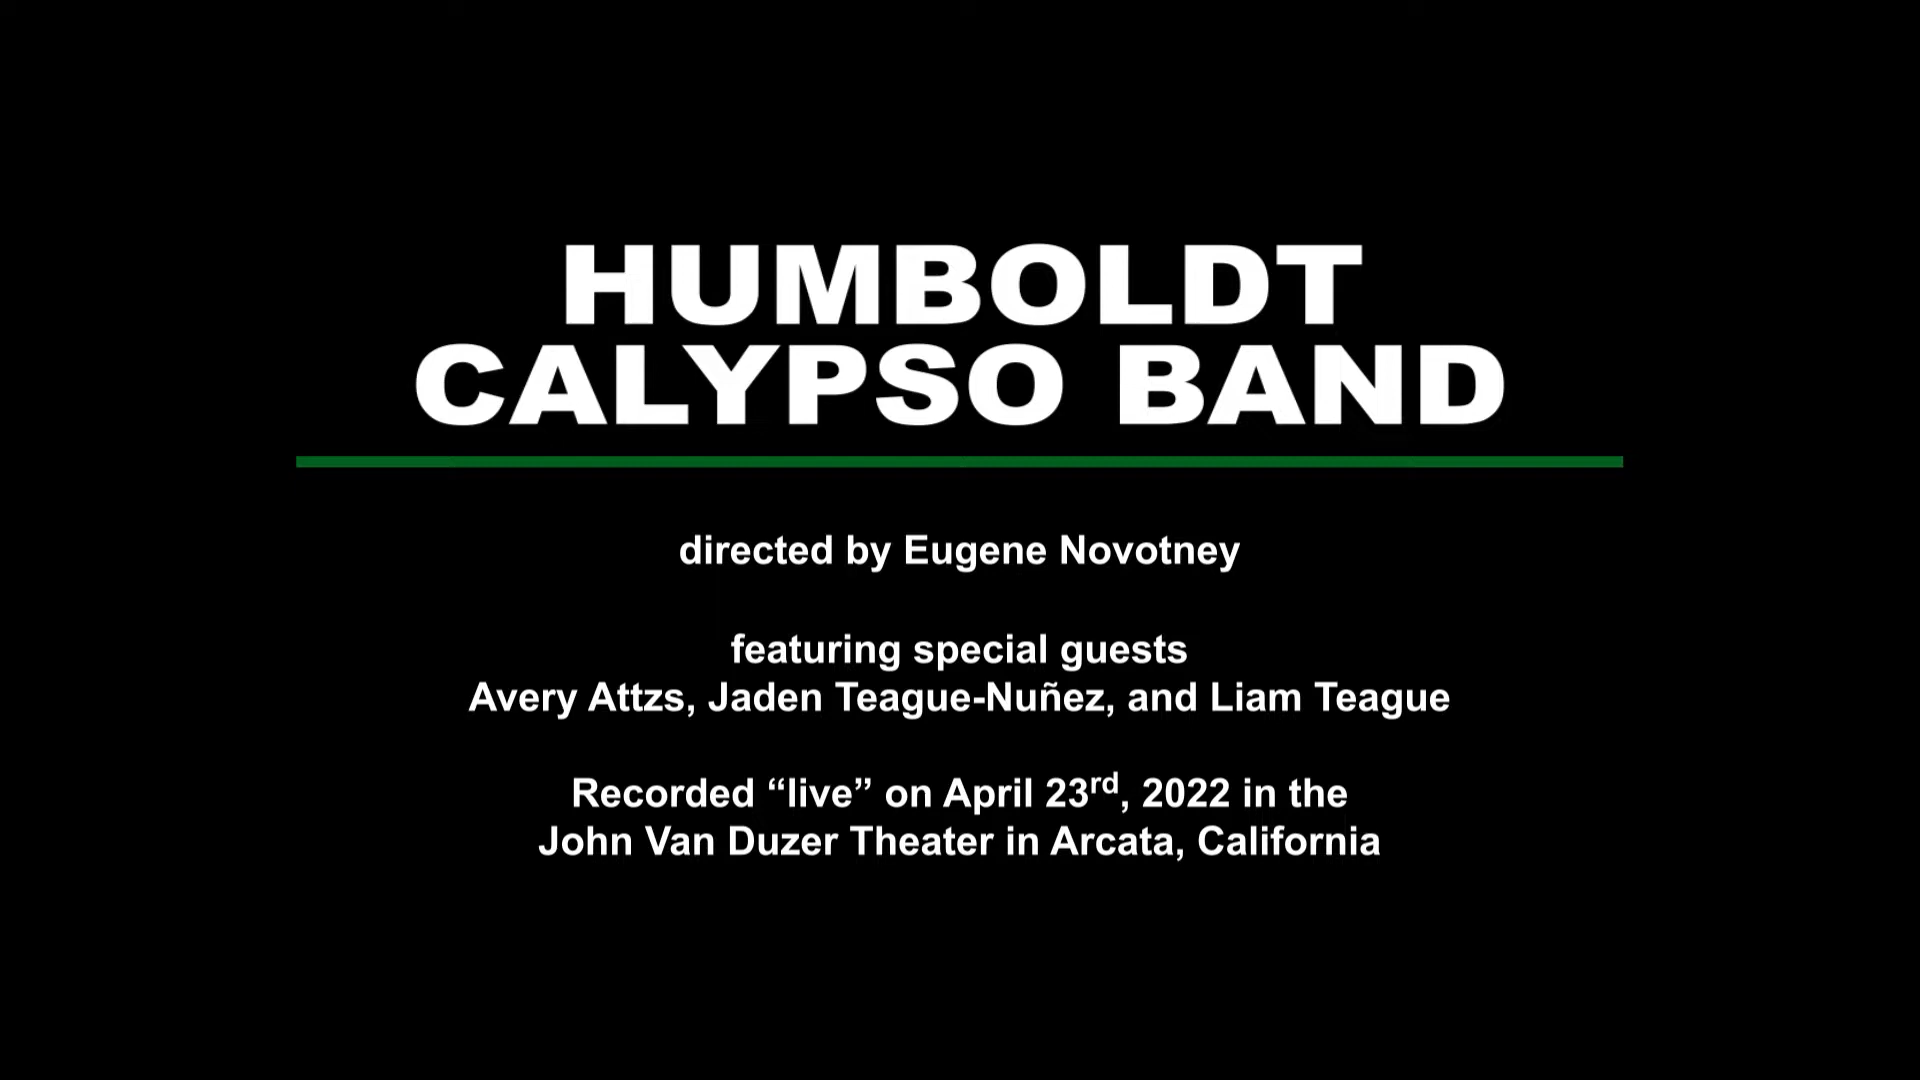 HUMBOLDT
CALYPSO BAND
directed by Eugene Novotney
featuring special guests
Avery Attzs, Jaden Teague-Nuñez, and Liam Teague
Recorded “live” on April 23rd, 2022 in the
John Van Duzer Theater in Arcata, California